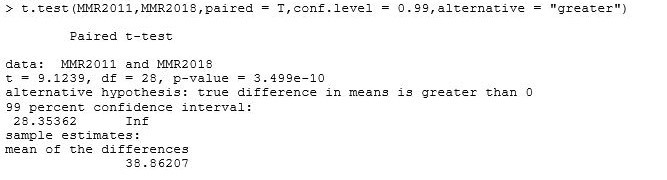 > t.test(MMR2011,MMR2018,paired = T,conf.level = 0.99,alternative = "greater")
Paired t-test
data:  MMR2011 and MMR2018
t = 9.1239, df = 28, p-value = 3.499e-10
alternative hypothesis: true difference in means is greater than 0
99 percent confidence interval:
28.35362      Inf
sample estimates:
mean of the differences
38.86207